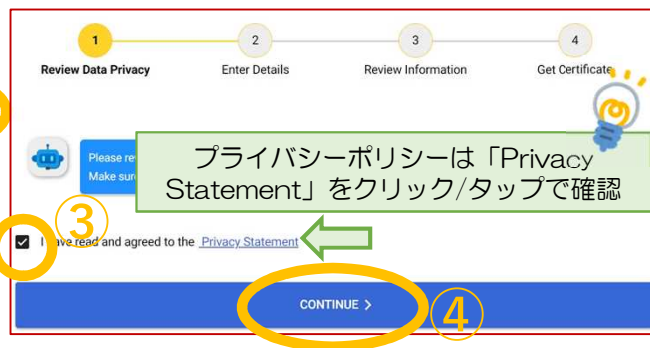 1 2 3 4
Review Data Privacy Enter Details Review Information Get Certificate
Please
Make
プライバシーポリシーは「Privacy
Statement」をクリック/タップで確認
③
I have read and agreed to the Privacy Statement
CONTINUE >
④